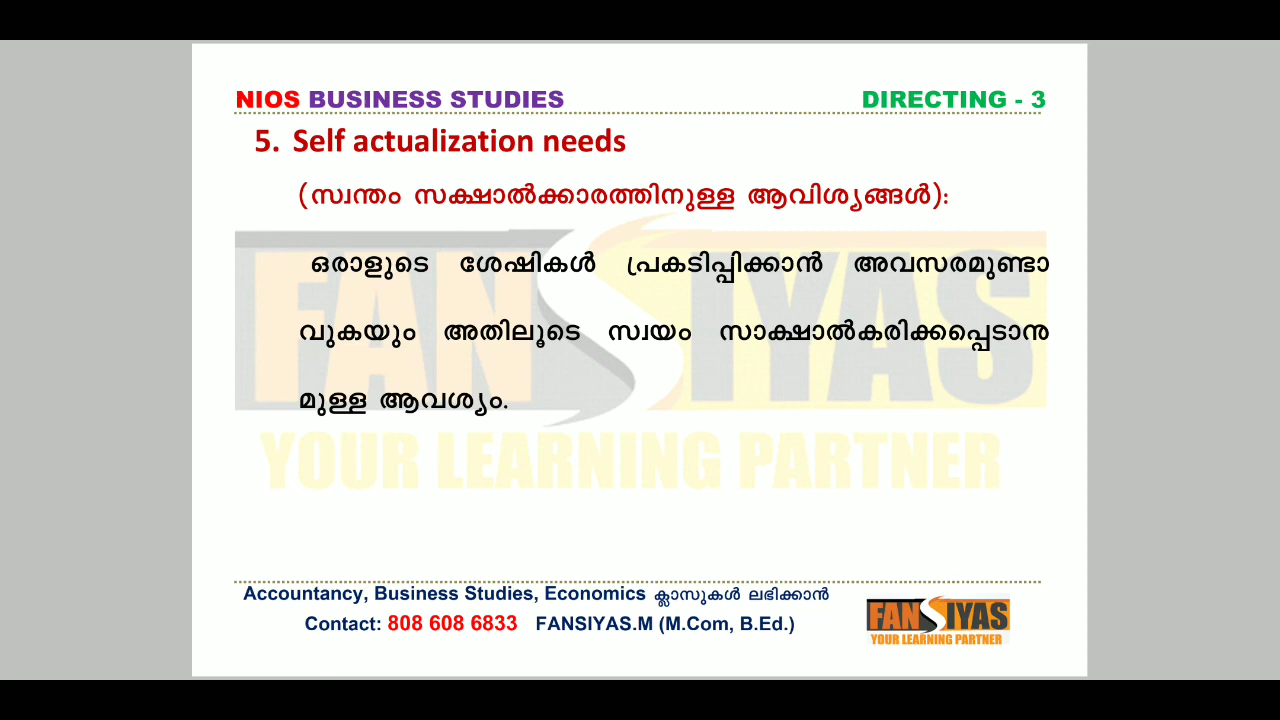 NIOS BUSINESS STUDIES DIRECTING - 3
5. Self actualization needs
(സ്വന്തം സക്ഷാൽക്കാരത്തിനുള്ള ആവിശ്യങ്ങൾ):
ഒരാളുടെ ശേഷികൾ പ്രകടിപ്പിക്കാൻ അവസരമുണ്ടാ
വുകയും അതിലൂടെ സ്വയം സാക്ഷാൽകരിക്കപ്പെടാനു
മുള്ള ആവശ്യം.
FANSIYAS
YOUR LEARNING PARTNER
Accountancy, Business Studies, Economics ക്ലാസുകൾ ലഭിക്കാൻ
Contact: 808 608 6833 FANSIYAS.M (M.Com, B.Ed.)
FANSIYAS
YOUR LEARNING PARTNER